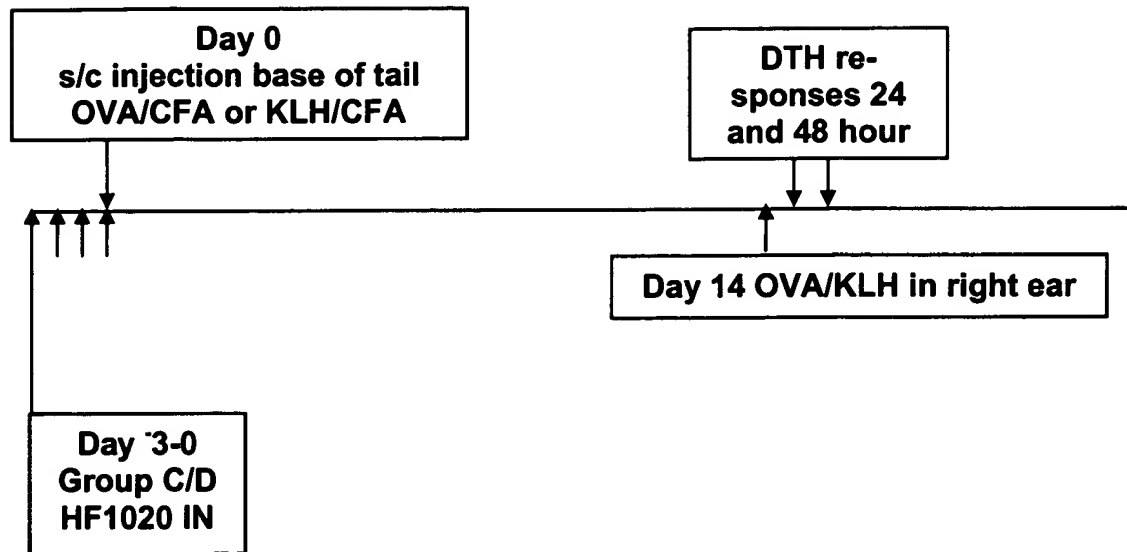 Day 0
s/c injection base of tail
OVA/CFA or KLH/CFA
DTH re-
sponses 24
and 48 hour
Day 14 OVA/KLH in right ear
Day -3-0
Group C/D
HF1020 IN